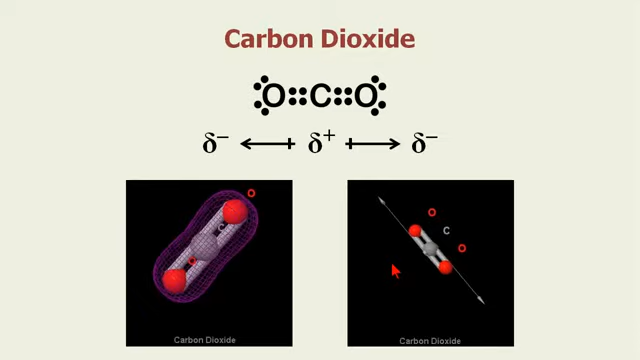 Carbon Dioxide
O::C::O
δ− δ+ δ−
O
C
O
Carbon Dioxide
O
C
O
Carbon Dioxide